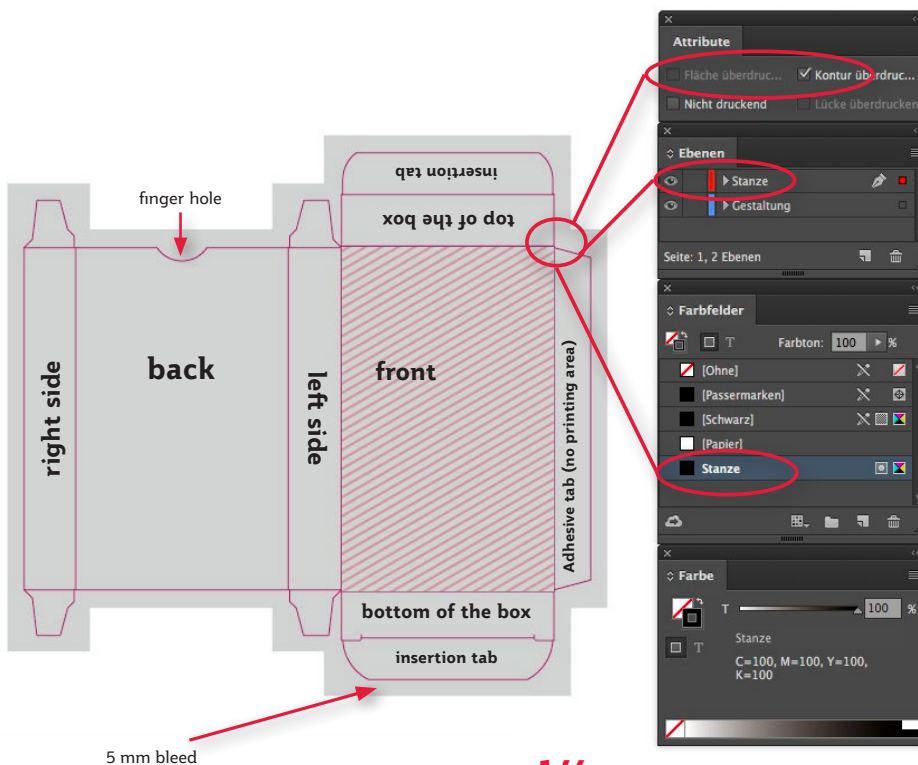 finger hole
insertion tab
top of the box
back
front
right side
left side
Adhesive tab (no printing area)
bottom of the box
insertion tab
5 mm bleed
Attribute
Fläche überdruc... Kontur überdruc...
Nicht druckend Lücke überdrucken
Ebenen
Stanze
Gestaltung
Seite: 1, 2 Ebenen
Farbfelder
T Farbton: 100 %
[Ohne]
[Passermarken]
[Schwarz]
[Papier]
Stanze
Farbe
T 100 %
T Stanze
C=100, M=100, Y=100,
K=100